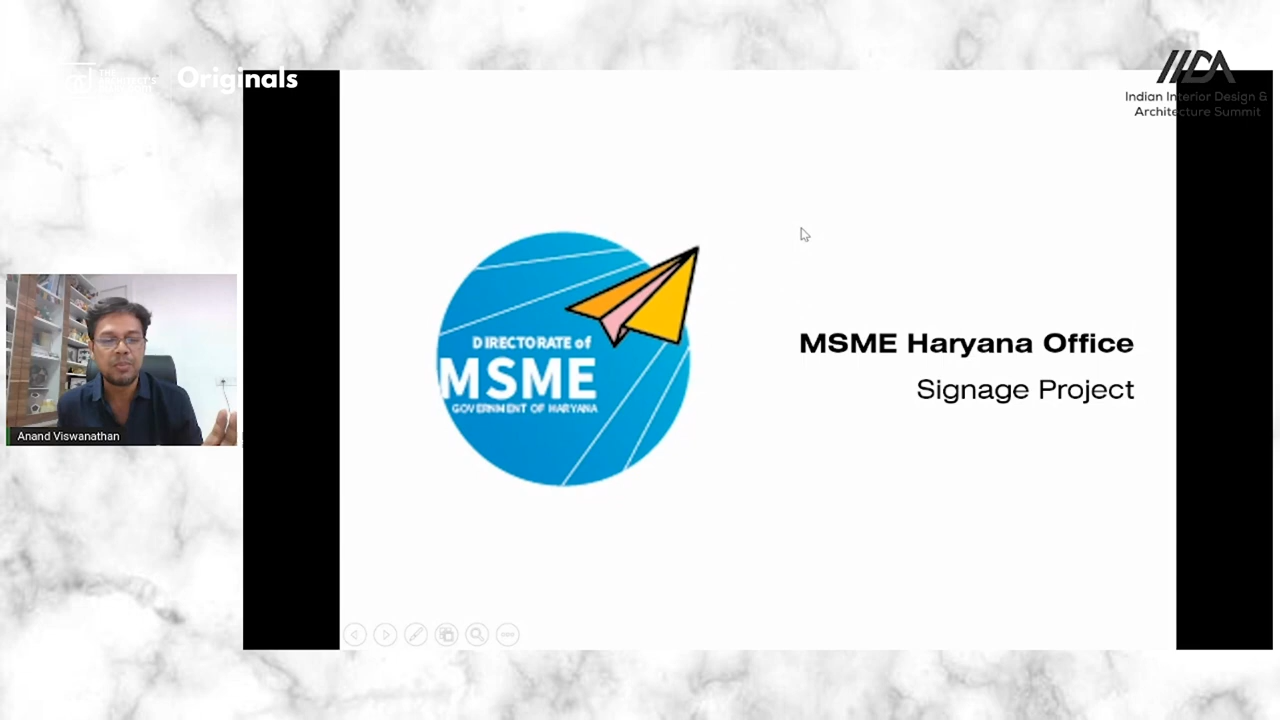 Originals
IIDA
Indian Interior Design &
Architecture Summit
DIRECTORATE of
MSME
GOVERNMENT OF HARYANA
MSME Haryana Office
Signage Project
Anand Viswanathan